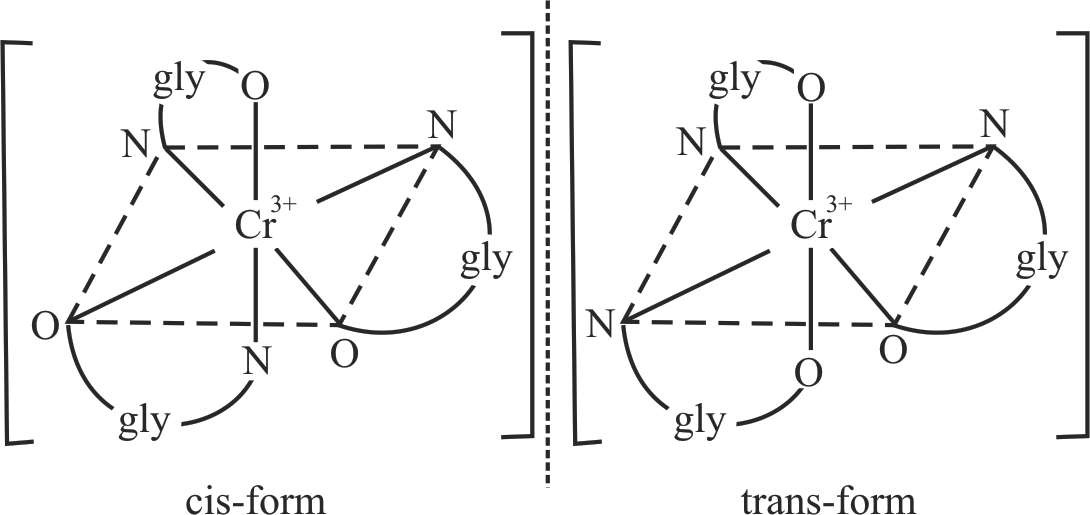 gly O gly O
N N N N
Cr3+ Cr3+
gly gly
O N O N O O
gly gly
cis-form trans-form